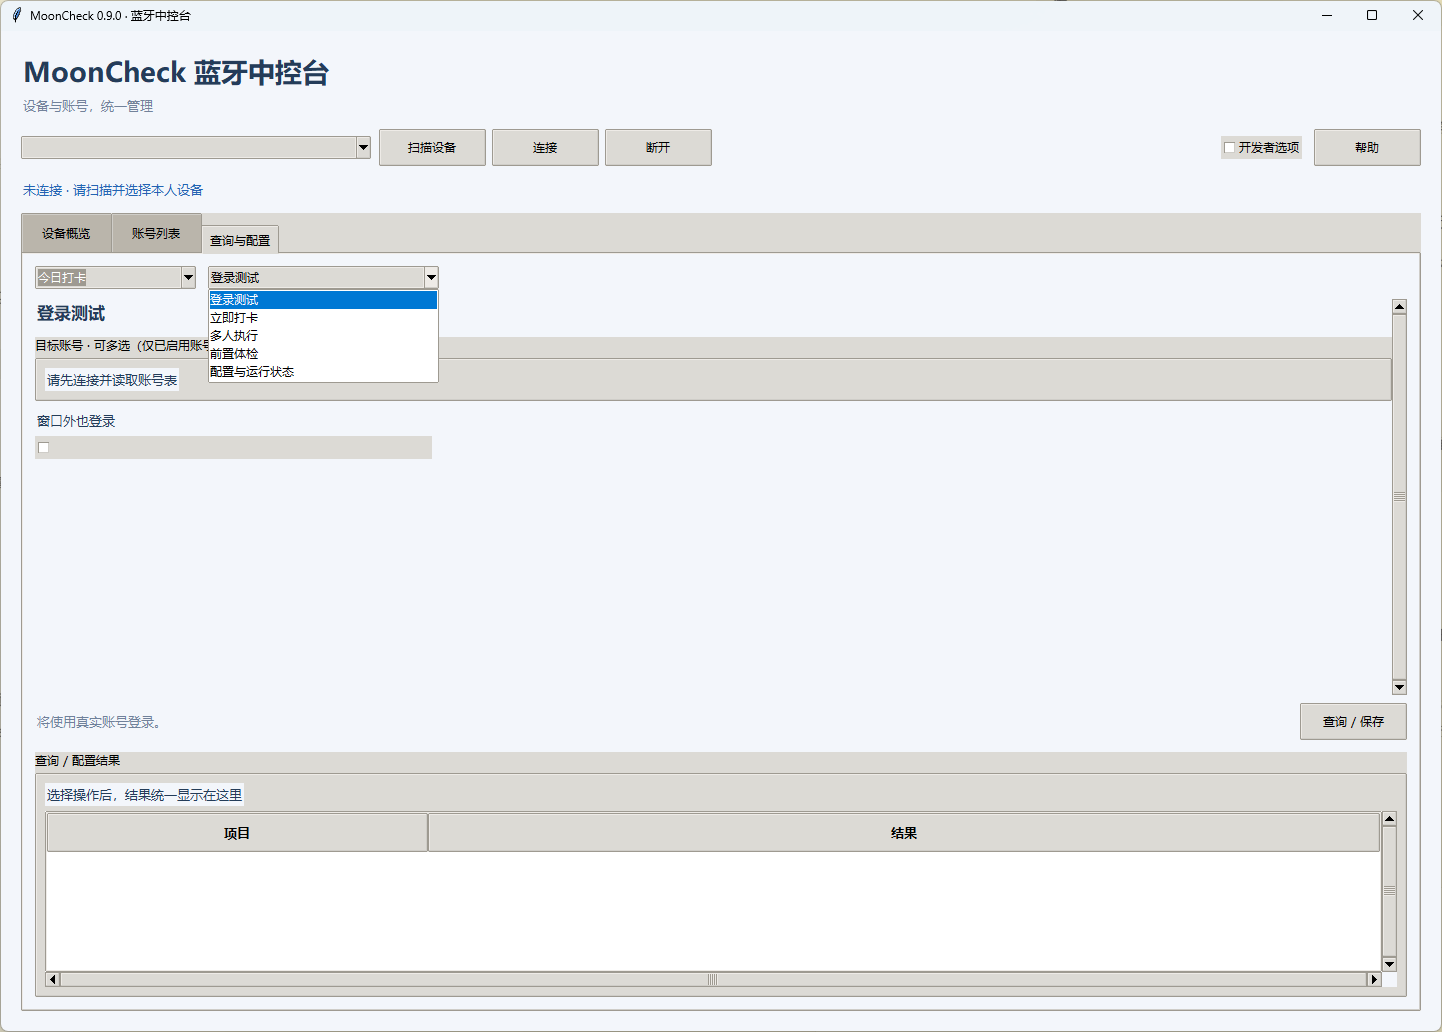 MoonCheck 0.9.0 · 蓝牙中控台
MoonCheck 蓝牙中控台
设备与账号，统一管理
扫描设备
连接
断开
开发者选项
帮助
未连接 · 请扫描并选择本人设备
设备概览
账号列表
查询与配置
今日打卡
登录测试
登录测试
登录测试
立即打卡
多人执行
前置体检
配置与运行状态
目标账号 · 可多选（仅已启用账号
请先连接并读取账号表
窗口外也登录
将使用真实账号登录。
查询 / 保存
查询 / 配置结果
选择操作后，结果统一显示在这里
项目
结果